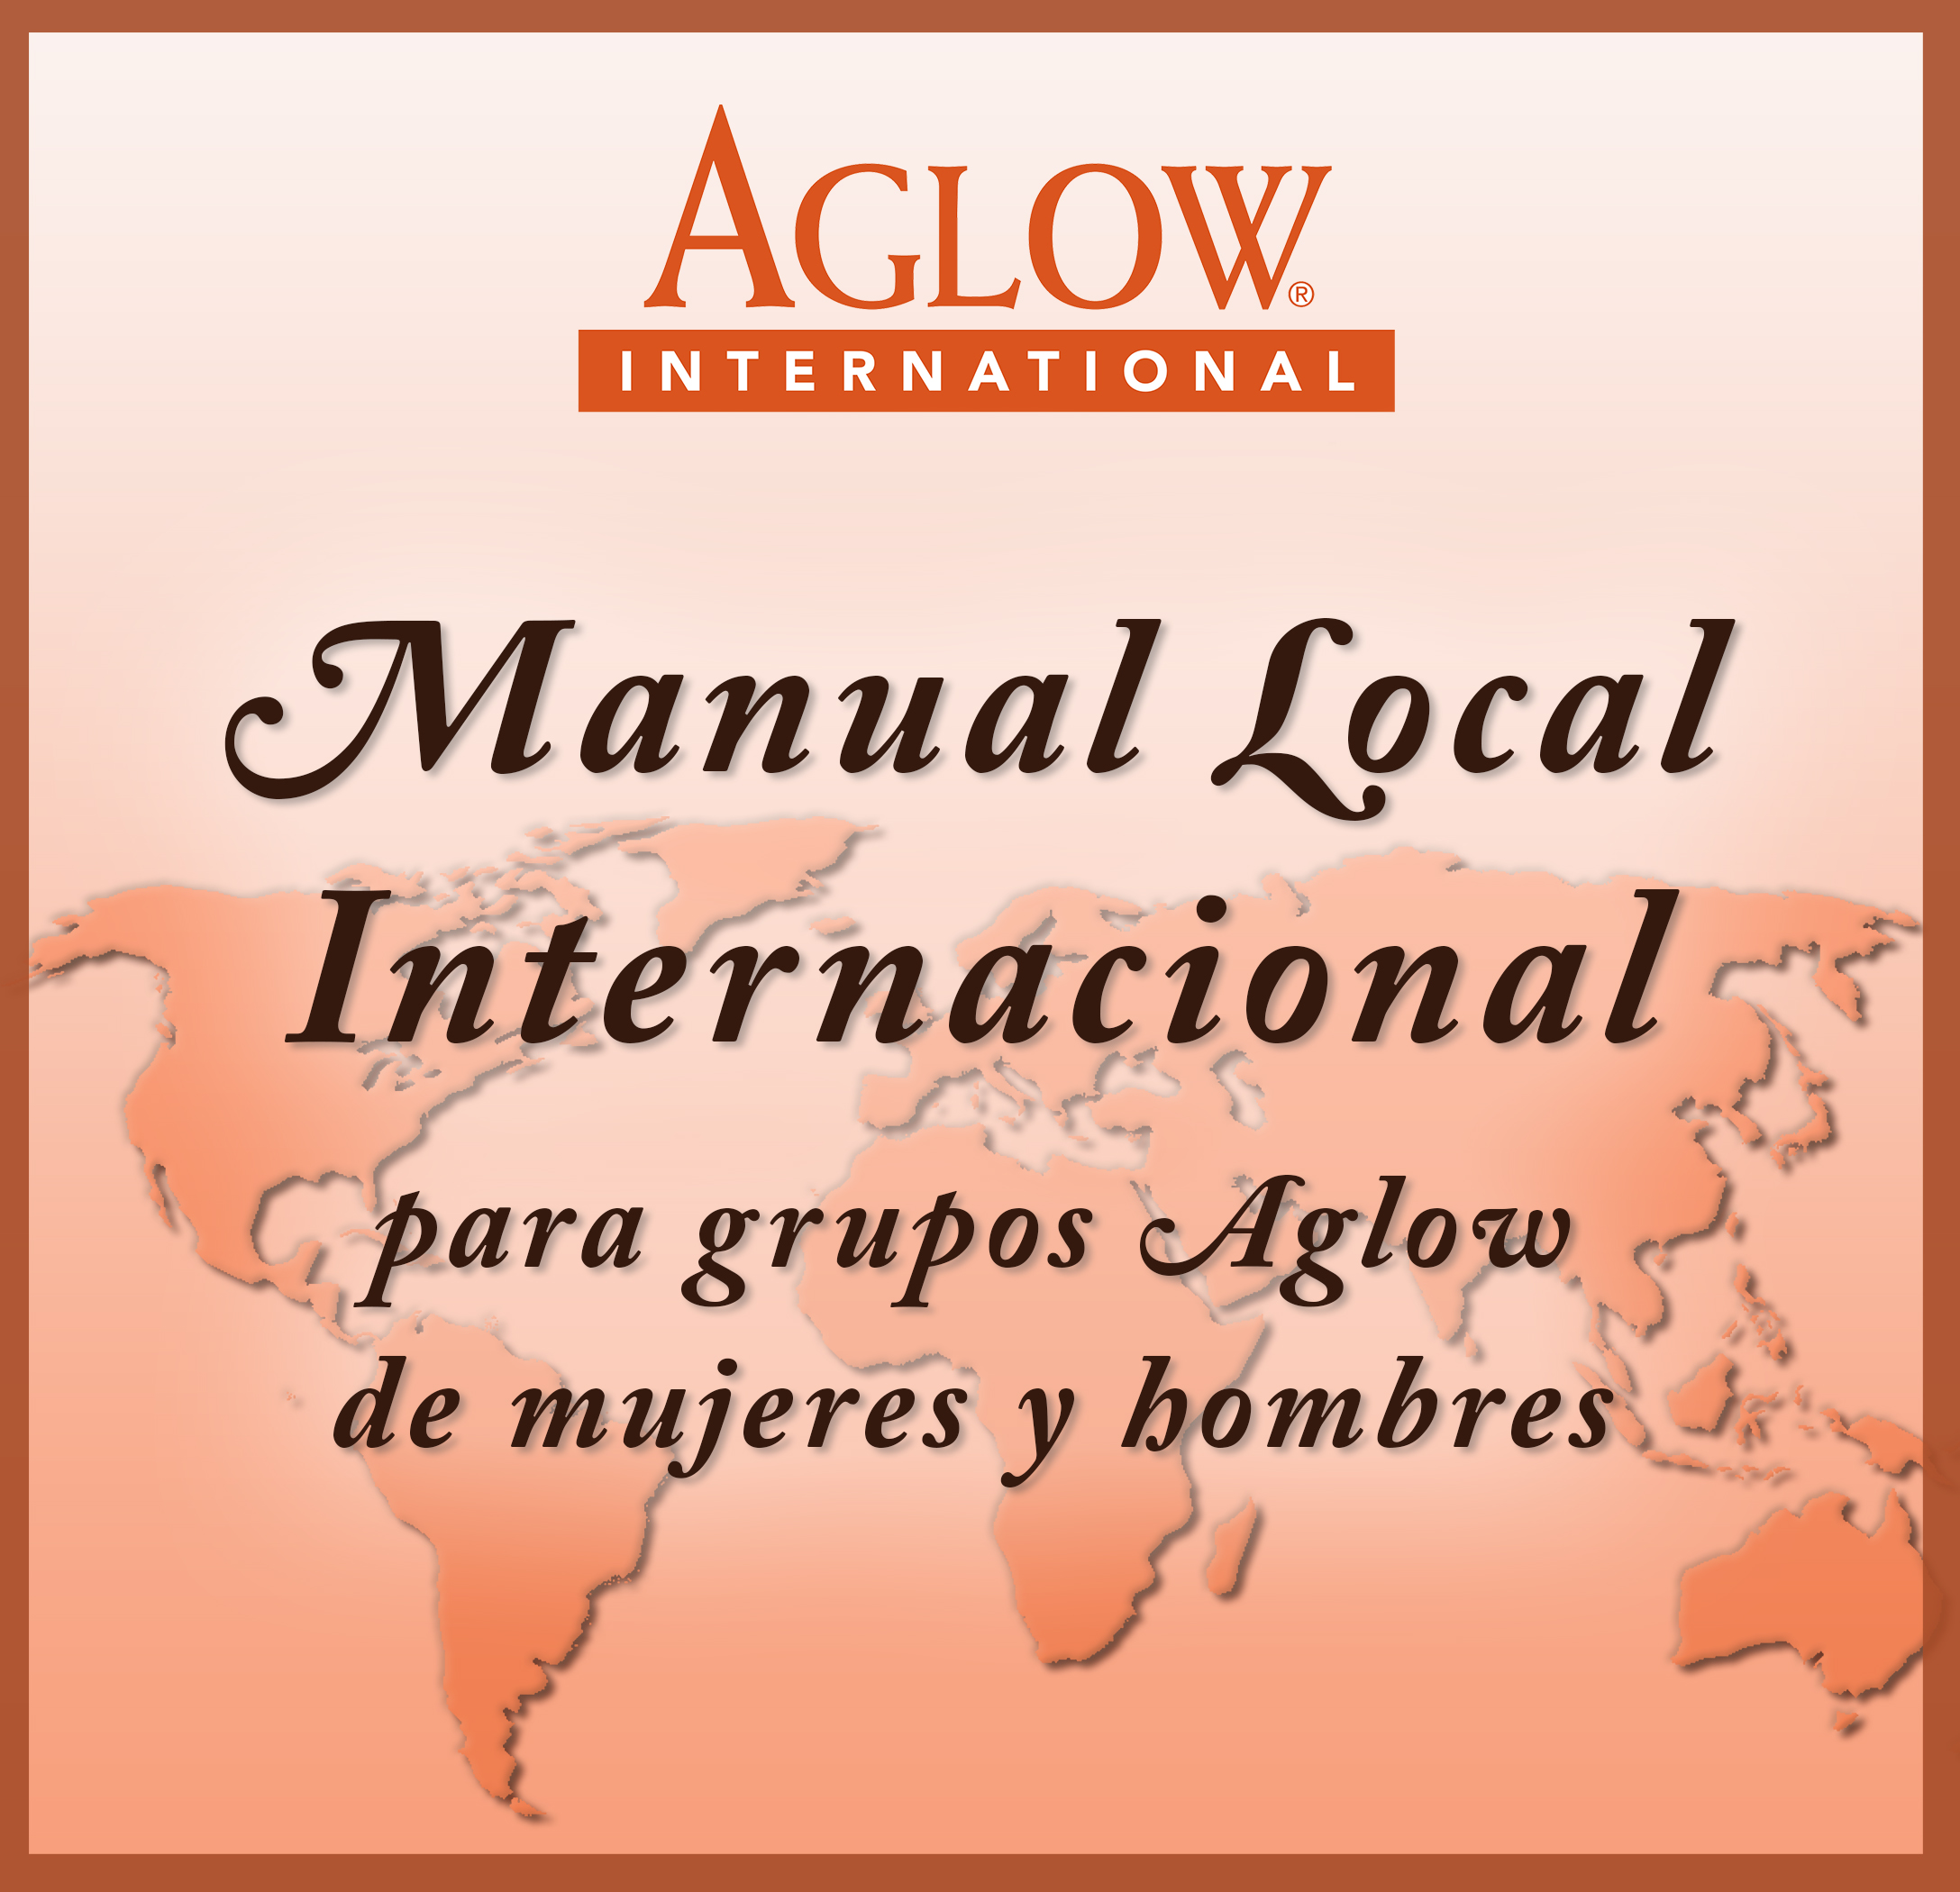 AGLOW®
INTERNATIONAL
Manual Local
Internacional
para grupos Aglow
de mujeres y hombres